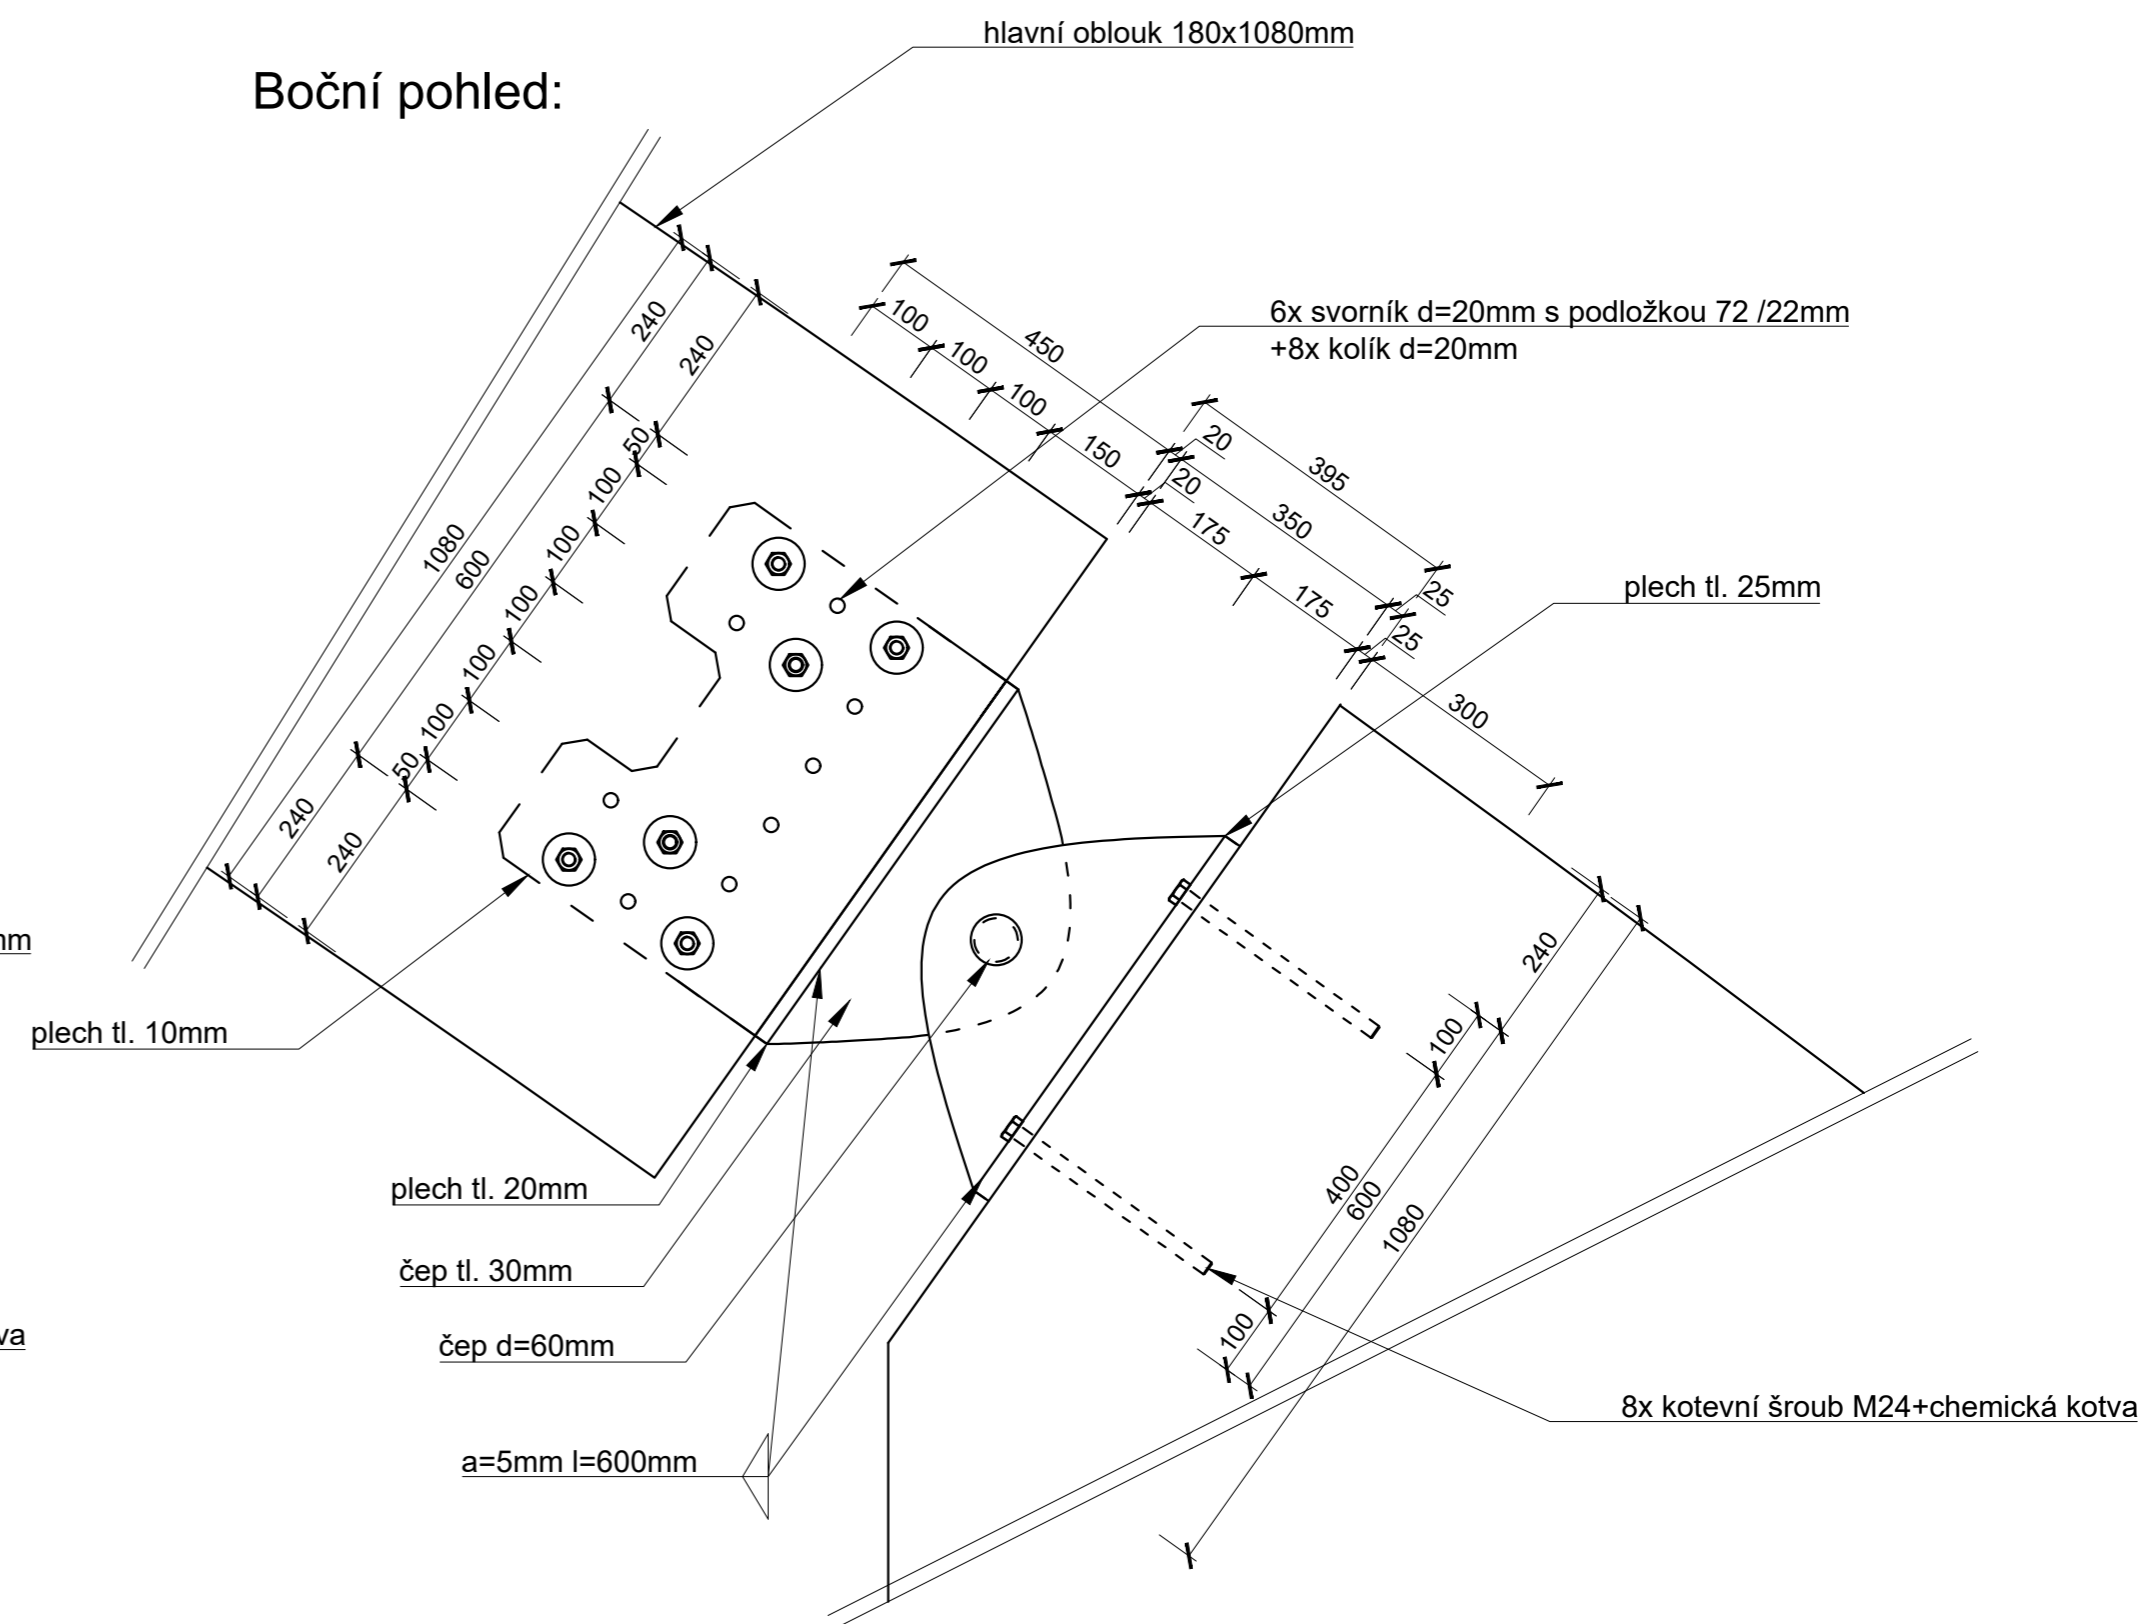 hlavní oblouk 180x1080mm
Boční pohled:
6x svorník d=20mm s podložkou 72 /22mm
+8x kolík d=20mm
450
100
100
100
150
20
20
395
350
175
175
25
25
300
240
240
50
100
100
100
100
100
50
1080
600
240
240
plech tl. 25mm
mm
plech tl. 10mm
240
100
400
600
1080
100
plech tl. 20mm
čep tl. 30mm
va
čep d=60mm
8x kotevní šroub M24+chemická kotva
a=5mm l=600mm